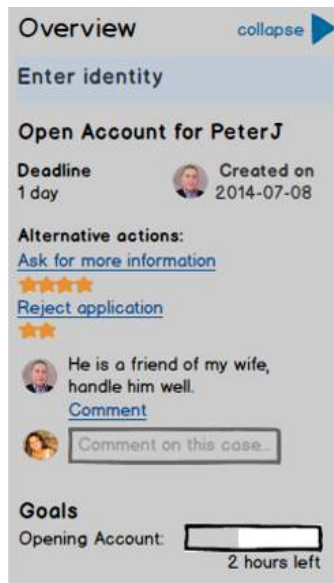 Overview
collapse
Enter identity
Open Account for PeterJ
Deadline
Created on
1 day
2014-07-08
Alternative actions:
Ask for more information
Reject application
He is a friend of my wife,
handle him well.
Comment
Comment on this case...
Goals
Opening Account:
2 hours left